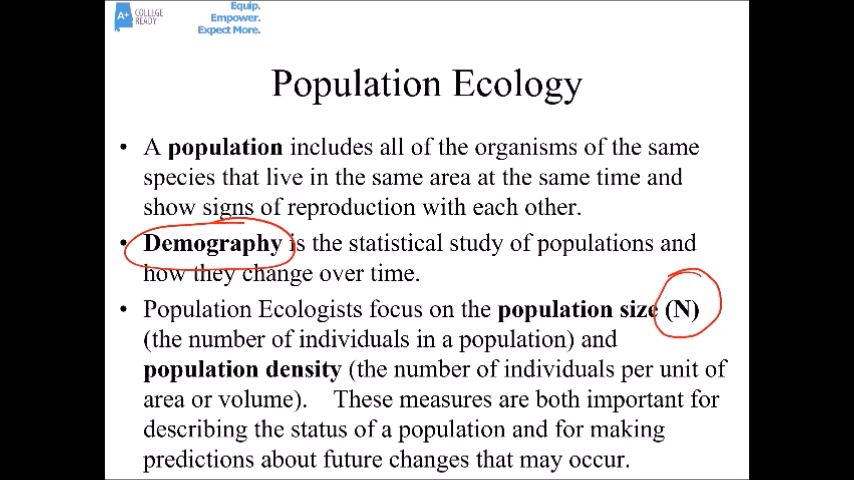 A+ COLLEGE
READY
Equip.
Empower.
Expect More.
Population Ecology
• A population includes all of the organisms of the same
species that live in the same area at the same time and
show signs of reproduction with each other.
• Demography is the statistical study of populations and
how they change over time.
• Population Ecologists focus on the population size (N)
(the number of individuals in a population) and
population density (the number of individuals per unit of
area or volume). These measures are both important for
describing the status of a population and for making
predictions about future changes that may occur.